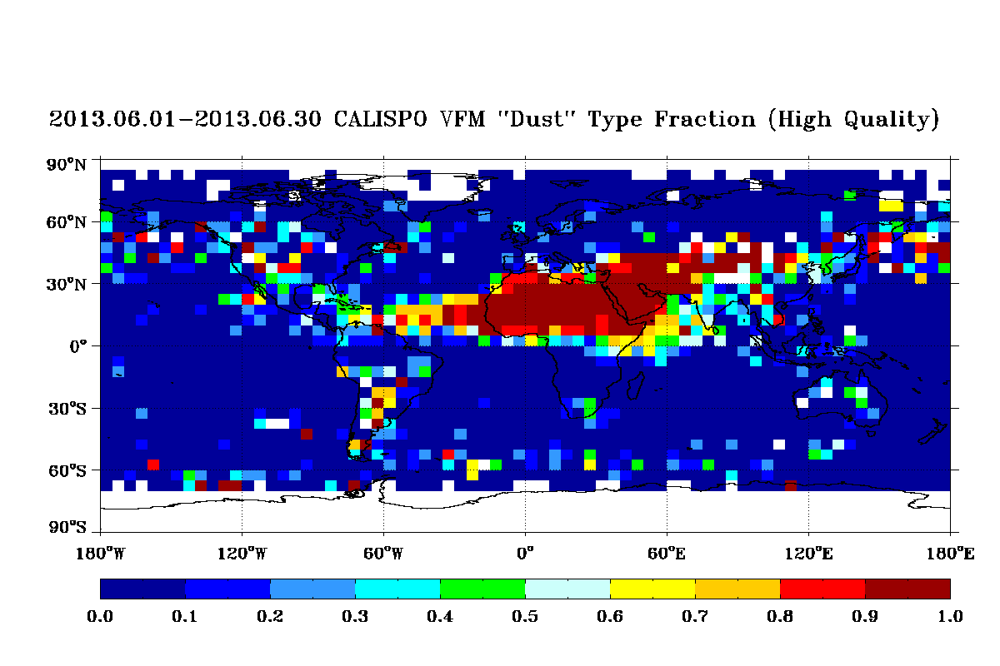 2013.06.01-2013.06.30 CALISPO VFM "Dust" Type Fraction (High Quality)
90°N
60°N
30°N
0°
30°S
60°S
90°S
180°W 120°W 60°W 0° 60°E 120°E 180°E
0.0 0.1 0.2 0.3 0.4 0.5 0.6 0.7 0.8 0.9 1.0